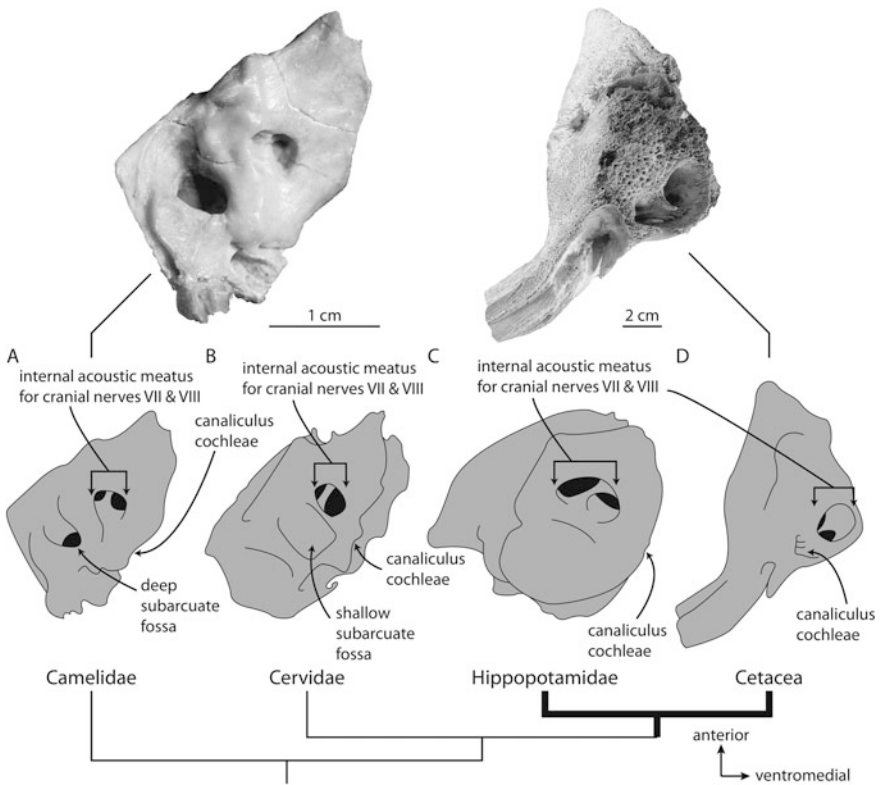 1 cm
2 cm
A
B
C
D
internal acoustic meatus
for cranial nerves VII & VIII
canaliculus
cochleae
deep
subarcuate
fossa
internal acoustic meatus
for cranial nerves VII & VIII
canaliculus
cochleae
shallow
subarcuate
fossa
internal acoustic meatus
for cranial nerves VII & VIII
canaliculus
cochleae
canaliculus
cochleae
Camelidae
Cervidae
Hippopotamidae
Cetacea
anterior
ventromedial